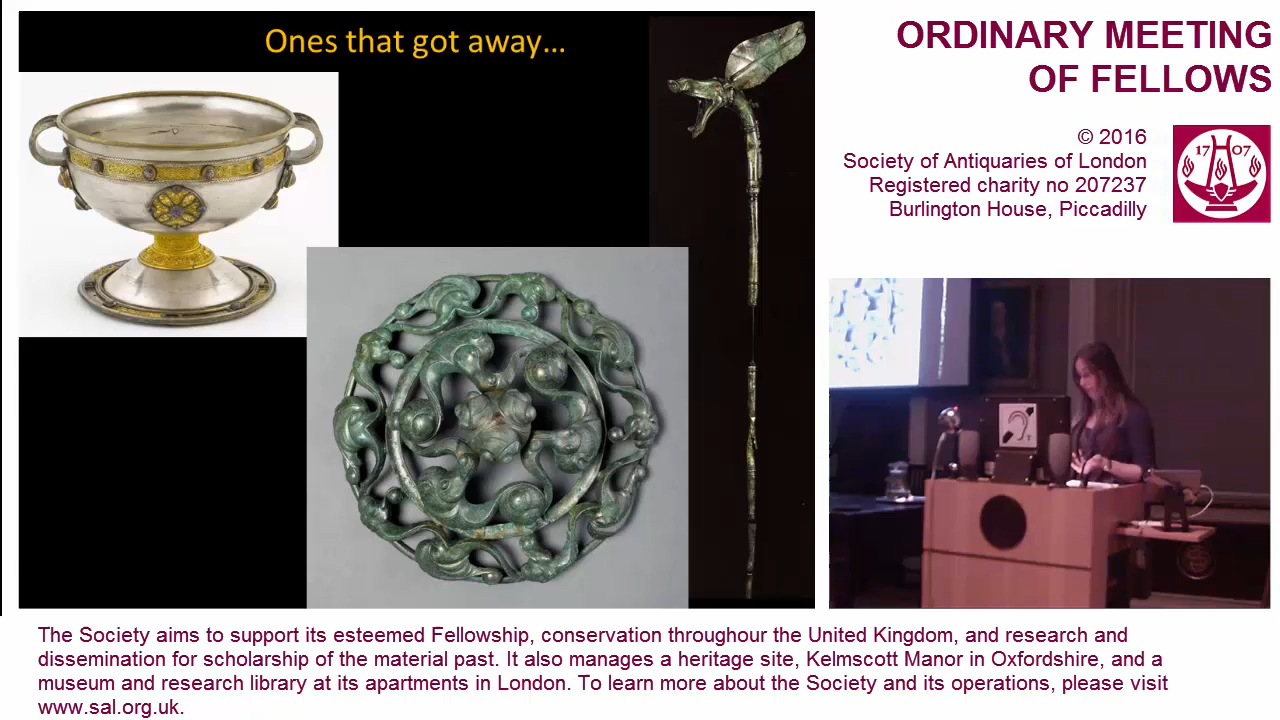 Ones that got away...
ORDINARY MEETING
OF FELLOWS
© 2016
Society of Antiquaries of London
Registered charity no 207237
Burlington House, Piccadilly
17 07
T
The Society aims to support its esteemed Fellowship, conservation throughour the United Kingdom, and research and
dissemination for scholarship of the material past. It also manages a heritage site, Kelmscott Manor in Oxfordshire, and a
museum and research library at its apartments in London. To learn more about the Society and its operations, please visit
www.sal.org.uk.